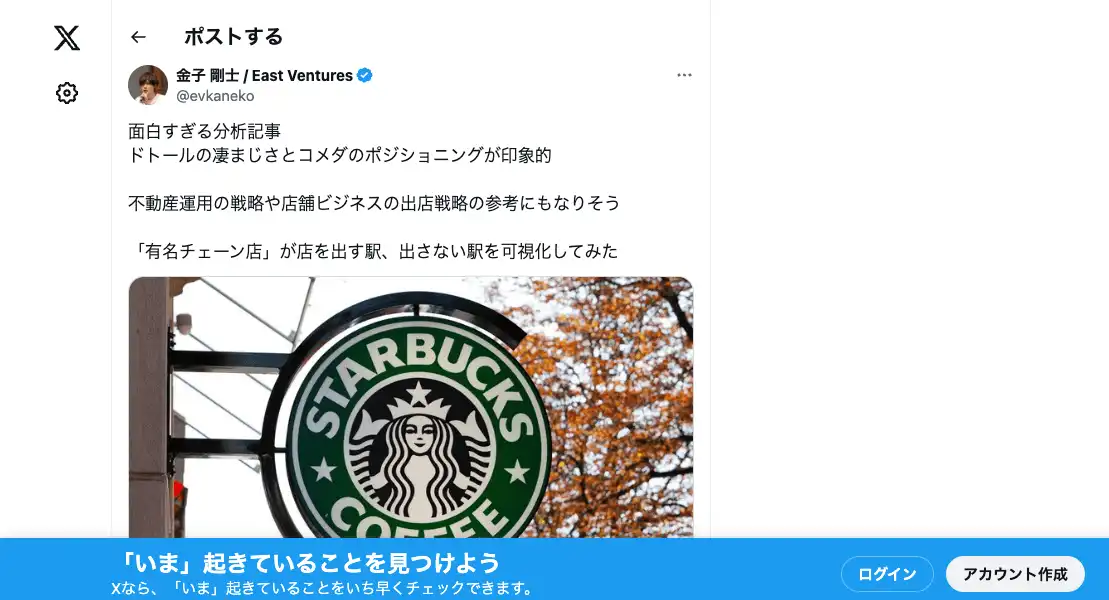 ポストする
金子 剛士 / East Ventures
@evkaneko
面白すぎる分析記事
ドトールの凄まじさとコメダのポジショニングが印象的
不動産運用の戦略や店舗ビジネスの出店戦略の参考にもなりそう
「有名チェーン店」が店を出す駅、出さない駅を可視化してみた
STARBUCKS
COFFEE
「いま」起きていることを見つけよう
Xなら、「いま」起きていることをいち早くチェックできます。
ログイン
アカウント作成